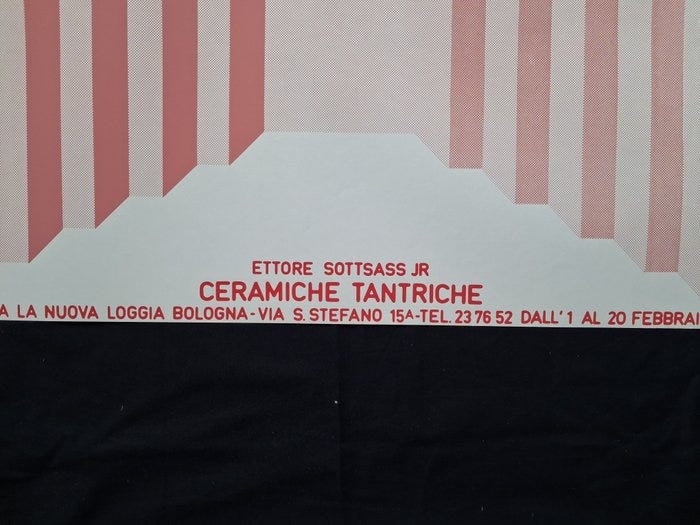 ETTORE SOTTSASS JR
CERAMICHE TANTRICHE
A LA NUOVA LOGGIA BOLOGNA-VIA S. STEFANO 15A-TEL. 23 76 52 DALL' 1 AL 20 FEBBRAI